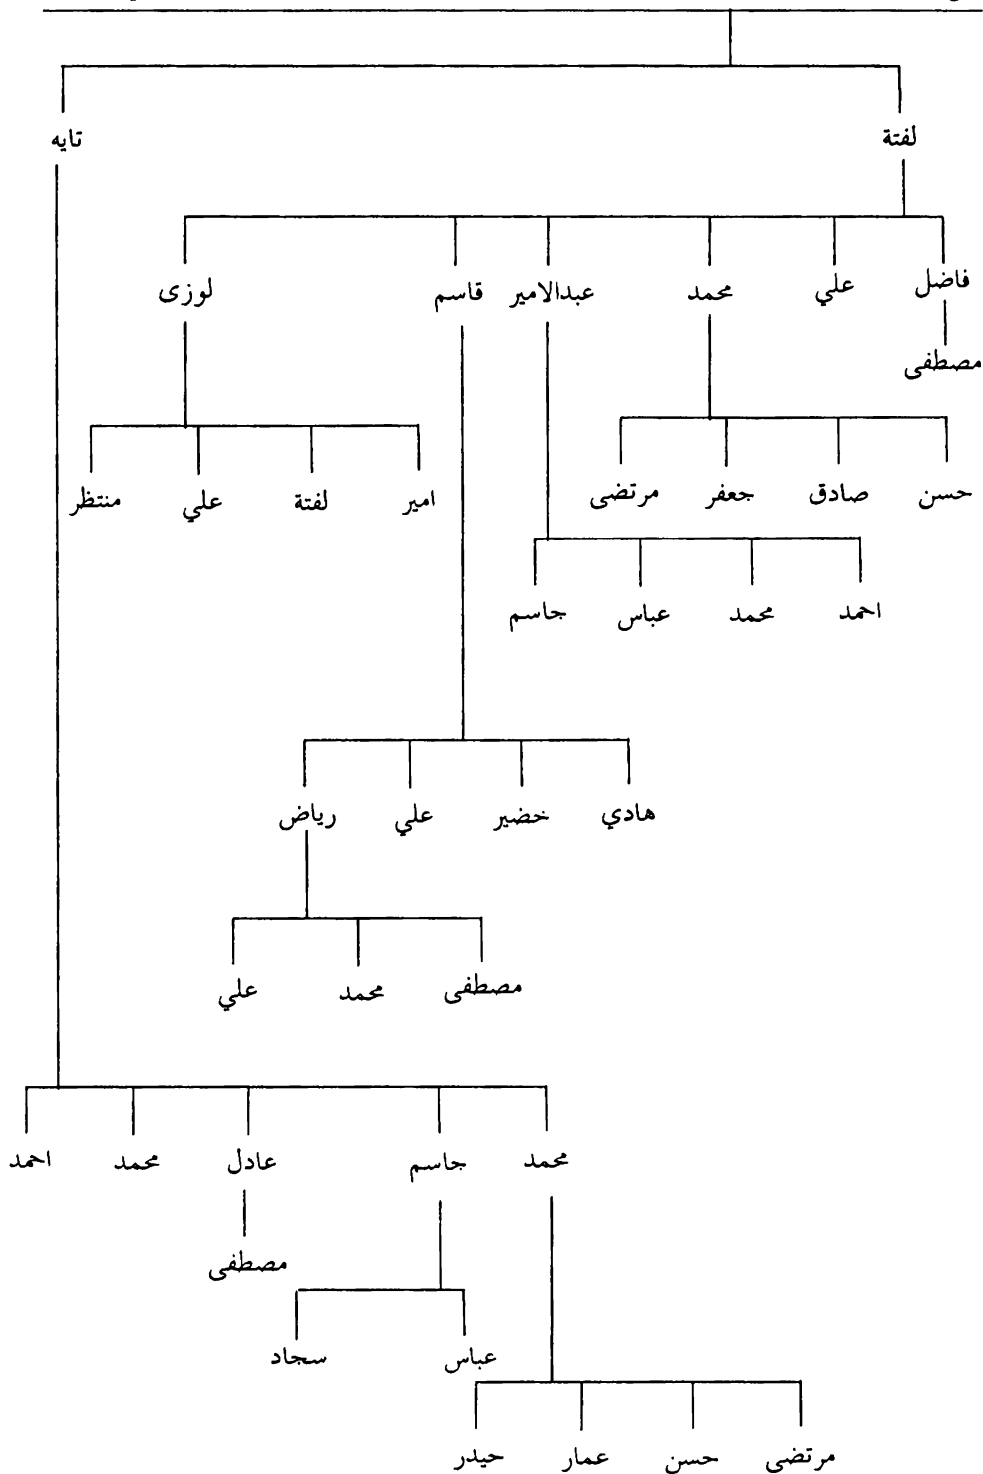 لفتة تايه
فاضل علي محمد عبدالامير قاسم لوزى
مصطفى
حسن صادق جعفر مرتضى امير لفتة علي منتظر
احمد محمد عباس جاسم
هادي خضير علي رياض
مصطفى محمد علي
محمد جاسم عادل محمد احمد
مصطفى
عباس سجاد
مرتضى حسن عمار حيدر